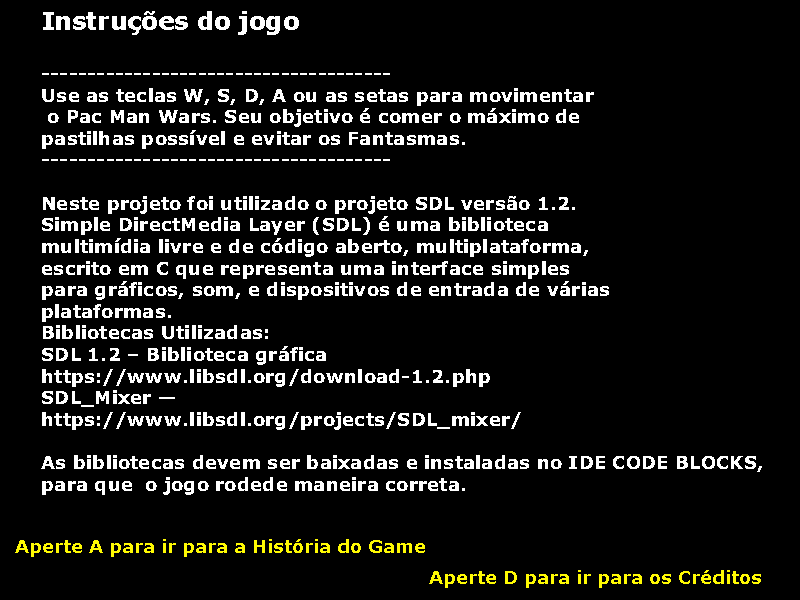 Instruções do jogo
--------------------------------------
Use as teclas W, S, D, A ou as setas para movimentar
o Pac Man Wars. Seu objetivo é comer o máximo de
pastilhas possível e evitar os Fantasmas.
--------------------------------------
Neste projeto foi utilizado o projeto SDL versão 1.2.
Simple DirectMedia Layer (SDL) é uma biblioteca
multimídia livre e de código aberto, multiplataforma,
escrito em C que representa uma interface simples
para gráficos, som, e dispositivos de entrada de várias
plataformas.
Bibliotecas Utilizadas:
SDL 1.2 – Biblioteca gráfica
https://www.libsdl.org/download-1.2.php
SDL_Mixer —
https://www.libsdl.org/projects/SDL_mixer/
As bibliotecas devem ser baixadas e instaladas no IDE CODE BLOCKS,
para que  o jogo rodede maneira correta.
Aperte A para ir para a História do Game
Aperte D para ir para os Créditos